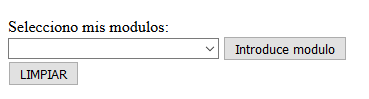 Selecciono mis modulos:
Introduce modulo
LIMPIAR